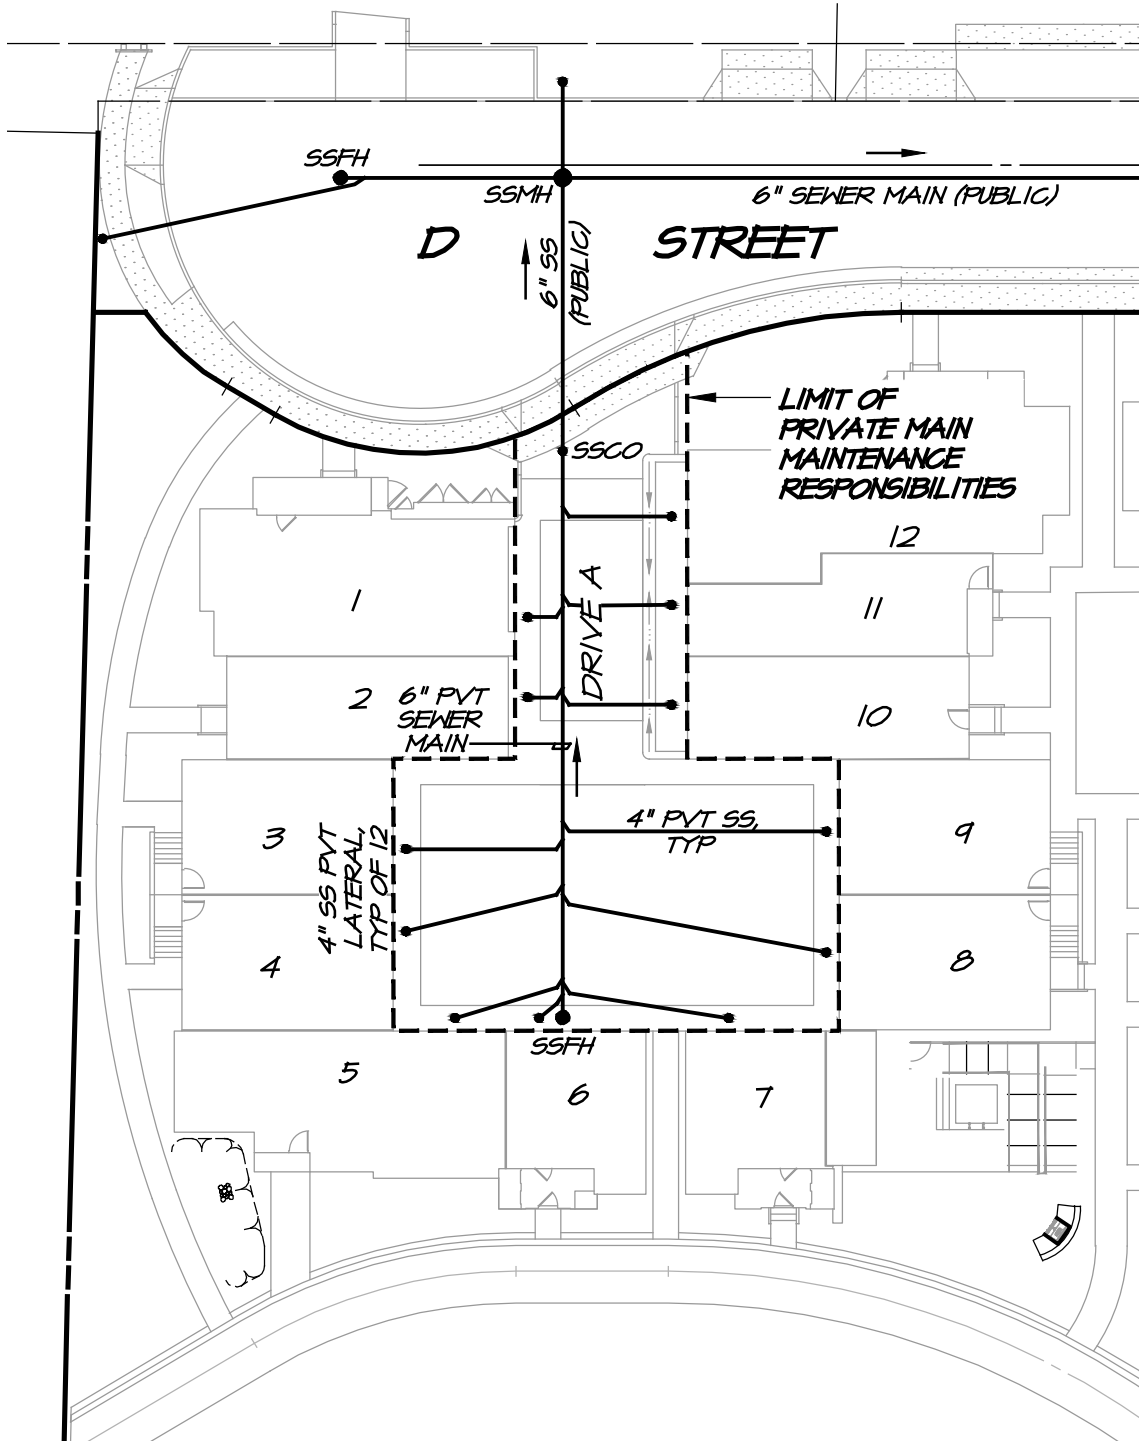 SSFH
SSMH
6" SEWER MAIN (PUBLIC)
D STREET
6" SS
(PUBLIC)
LIMIT OF
PRIVATE MAIN
MAINTENANCE
RESPONSIBILITIES
SSCO
12
DRIVE A
1
11
2
6" PVT
SEWER
MAIN
10
3
4" SS PVT
LATERAL,
TYP OF 12
4" PVT SS,
TYP
9
4
8
SSFH
5
6
7